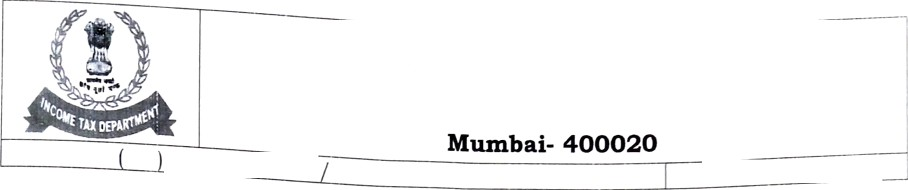 INCOME TAX DEPARTMENT
Mumbai- 400020
( )
/